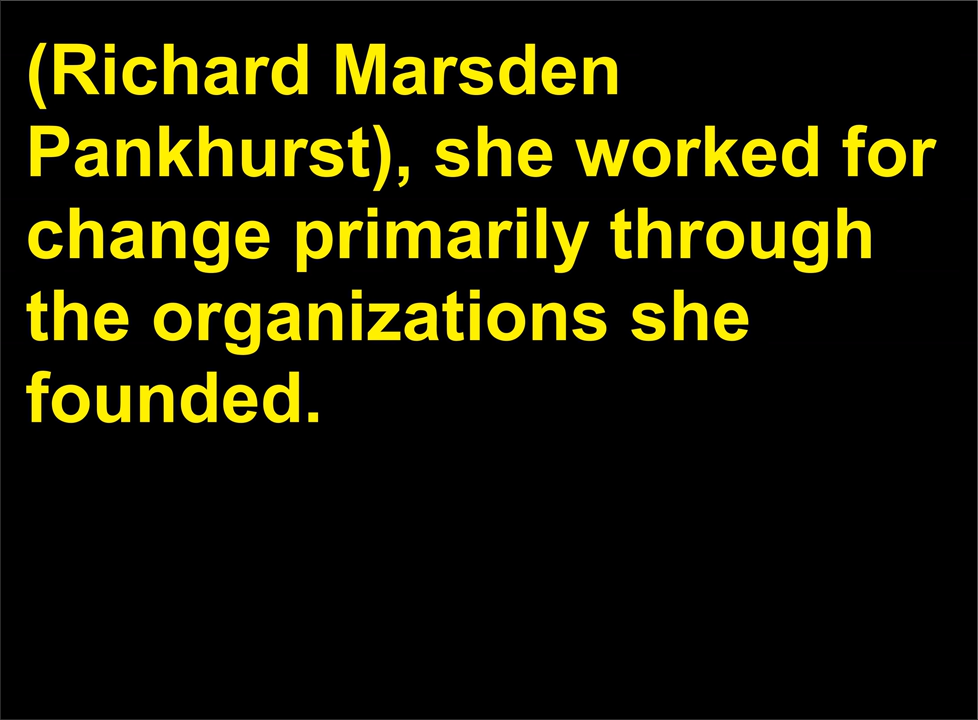 (Richard Marsden
Pankhurst), she worked for
change primarily through
the organizations she
founded.